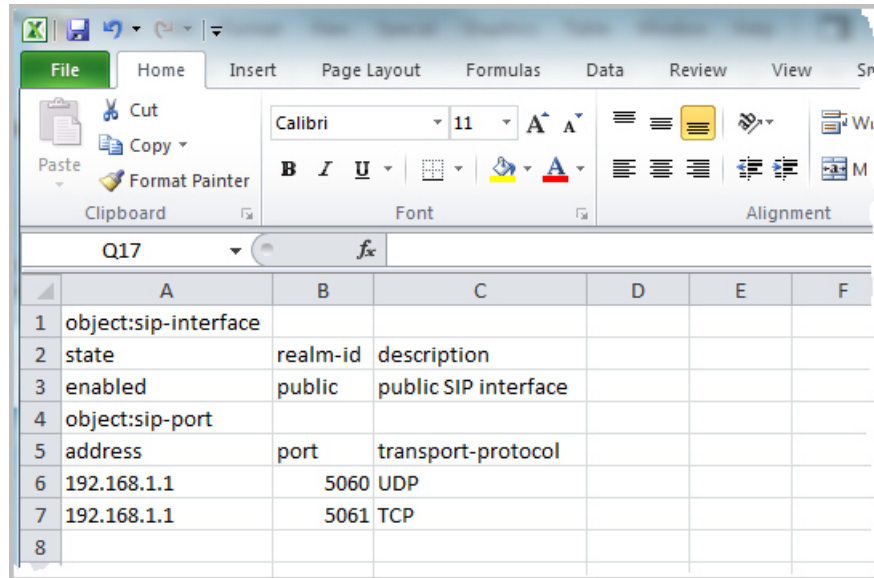 File Home Insert Page Layout Formulas Data Review View
Cut
Copy
Paste
Format Painter
Calibri 11 A A
B I U A
M
Clipboard Font Alignment
Q17 fx
A B C D E F
1 object:sip-interface
2 state realm-id description
3 enabled public public SIP interface
4 object:sip-port
5 address port transport-protocol
6 192.168.1.1 5060 UDP
7 192.168.1.1 5061 TCP
8